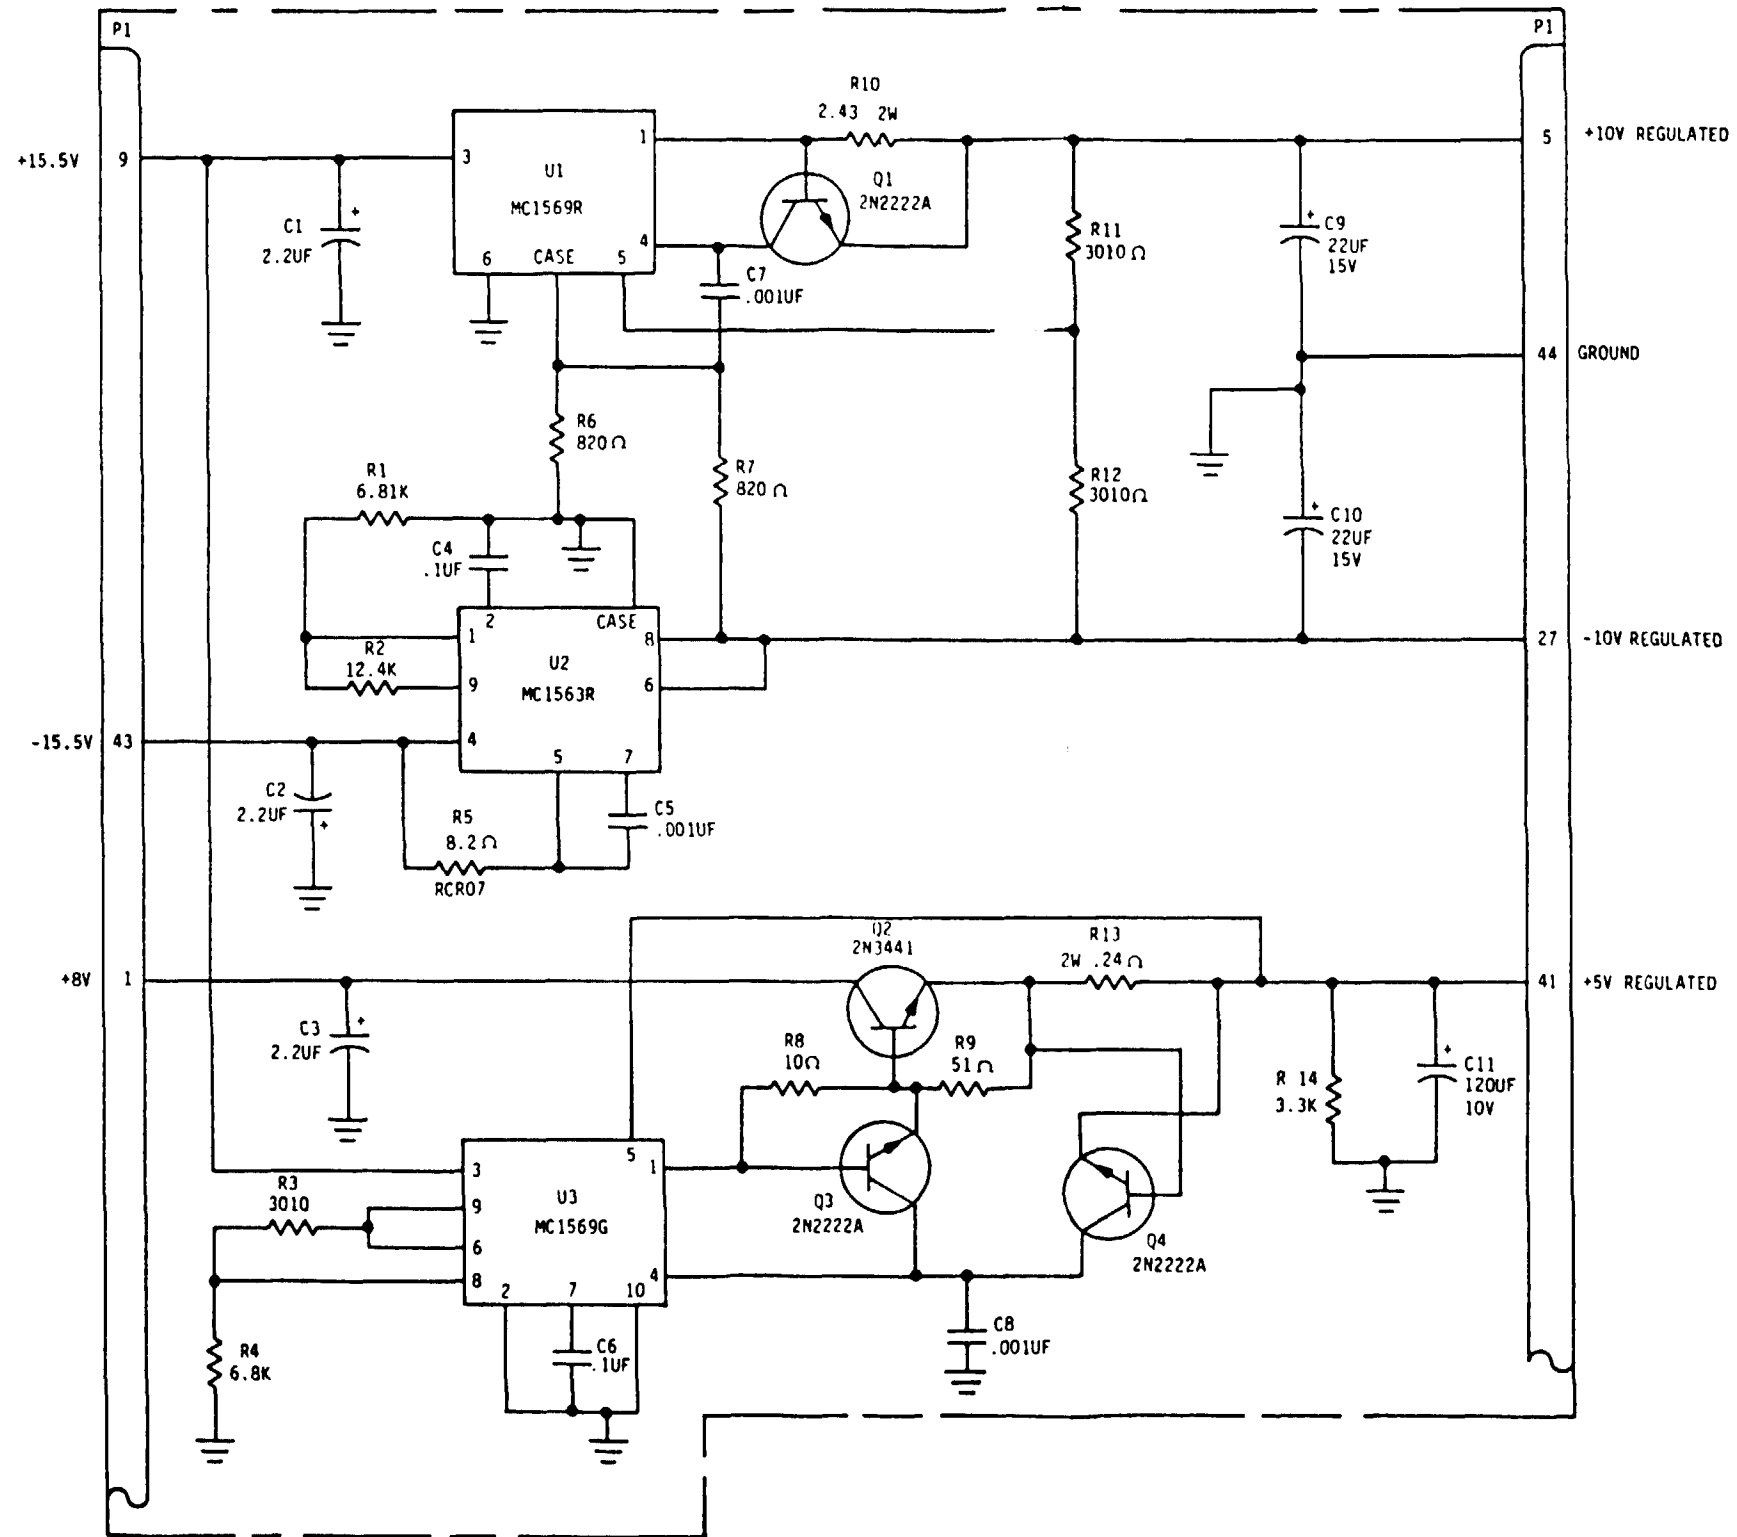 P1
P1
R10
2.43 2W
+15.5V
9
3
U1
MC1569R
1
4
6
CASE
5
Q1
2N2222A
5
+10V REGULATED
C1
+
2.2UF
C7
.001UF
R11
3010Ω
+
C9
22UF
15V
44
GROUND
R6
820Ω
R7
820Ω
R12
3010Ω
R1
6.81K
C4
.1UF
+
C10
22UF
15V
2
CASE
1
8
U2
MC1563R
R2
12.4K
9
6
27
-10V REGULATED
-15.5V
43
4
5
7
C2
2.2UF
+
R5
8.2Ω
RCR07
C5
.001UF
Q2
2N3441
R13
2W .24Ω
+8V
1
41
+5V REGULATED
C3
+
2.2UF
R8
10Ω
R9
51Ω
R 14
3.3K
+
C11
120UF
10V
5
3
1
9
U3
MC1569G
6
8
4
2
7
10
R3
3010
Q3
2N2222A
Q4
2N2222A
R4
6.8K
C6
.1UF
C8
.001UF